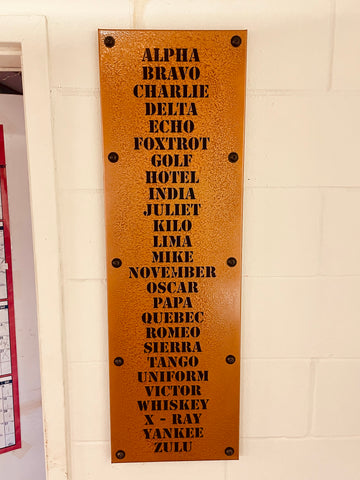 ALPHA
BRAVO
CHARLIE
DELTA
ECHO
FOXTROT
GOLF
HOTEL
INDIA
JULIET
KILO
LIMA
MIKE
NOVEMBER
OSCAR
PAPA
QUEBEC
ROMEO
SIERRA
TANGO
UNIFORM
VICTOR
WHISKEY
X - RAY
YANKEE
ZULU